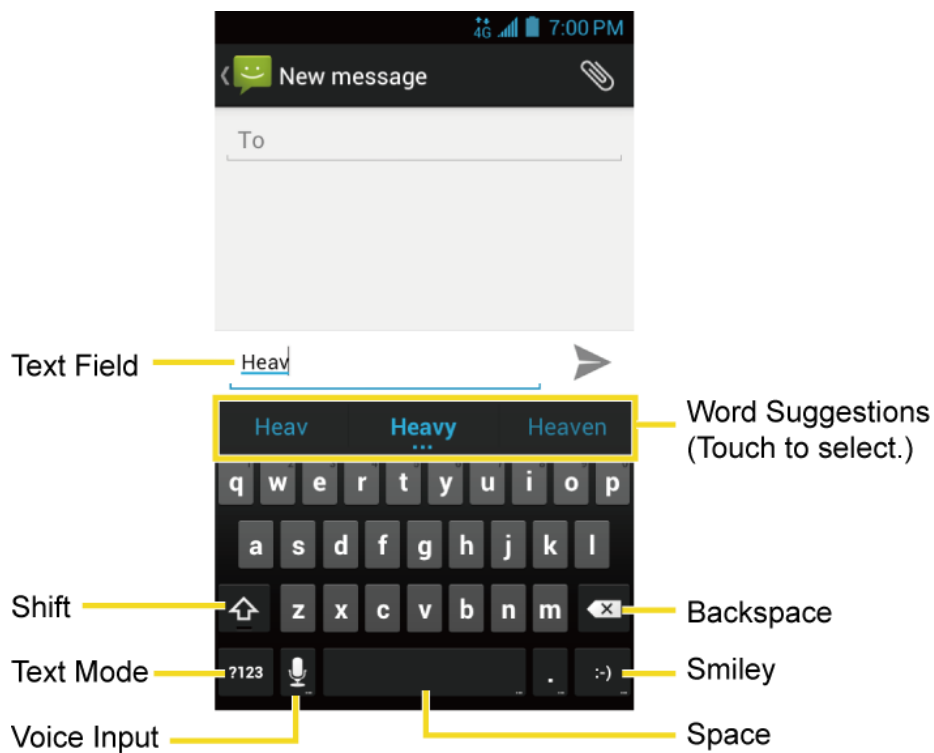 4G 7:00 PM
New message
To
Text Field
Heav
Heav Heavy Heaven
Word Suggestions
(Touch to select.)
q w e r t y u i o p
a s d f g h j k l
Shift
z x c v b n m
Backspace
Text Mode
?123 . :-)
Smiley
Voice Input
Space